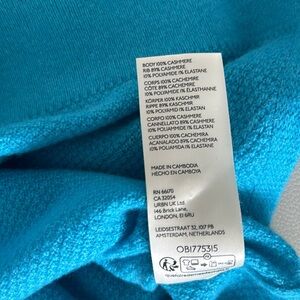 BODY 100% CASHMERE
RIB 89% CASHMERE
10% POLYAMIDE 1% ELASTANE
CORPS 100% CACHEMIRE
CÔTE 89% CACHEMIRE
10% POLYAMIDE 1% ÉLASTHANNE
KÖRPER 100% KASCHMIR
RIPPE 89% KASCHMIR
10% POLYAMID 1% ELASTAN
CORPO 100% CASHMERE
CANNELLATO 89% CASHMERE
10% POLIAMMIDE 1% ELASTAN
CUERPO 100% CACHEMIRA
ACANALADO 89% CACHEMIRA
10% POLIAMIDA 1% ELASTANO
MADE IN CAMBODIA
HECHO EN CAMBOYA
RN 66170
CA 32054
URBN UK Ltd.
146 Brick Lane,
LONDON, E1 6RU
LEIDSESTRAAT 32, 1017 PB
AMSTERDAM, NETHERLANDS
OB1775315